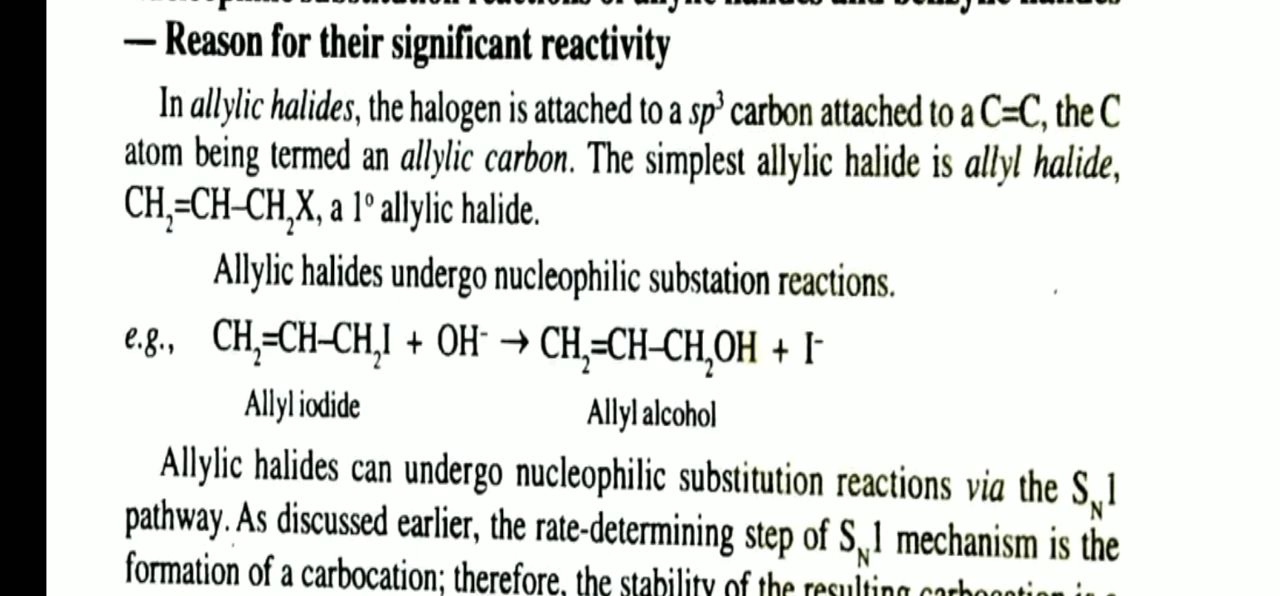 — Reason for their significant reactivity
In allylic halides, the halogen is attached to a sp³ carbon attached to a C=C, the C
atom being termed an allylic carbon. The simplest allylic halide is allyl halide,
CH₂=CH–CH₂X, a 1° allylic halide.
Allylic halides undergo nucleophilic substation reactions.
e.g., CH₂=CH–CH₂I + OH⁻ → CH₂=CH–CH₂OH + I⁻
Allyl iodide Allyl alcohol
Allylic halides can undergo nucleophilic substitution reactions via the S_N1
pathway. As discussed earlier, the rate-determining step of S_N1 mechanism is the
formation of a carbocation; therefore, the stability of the resulting